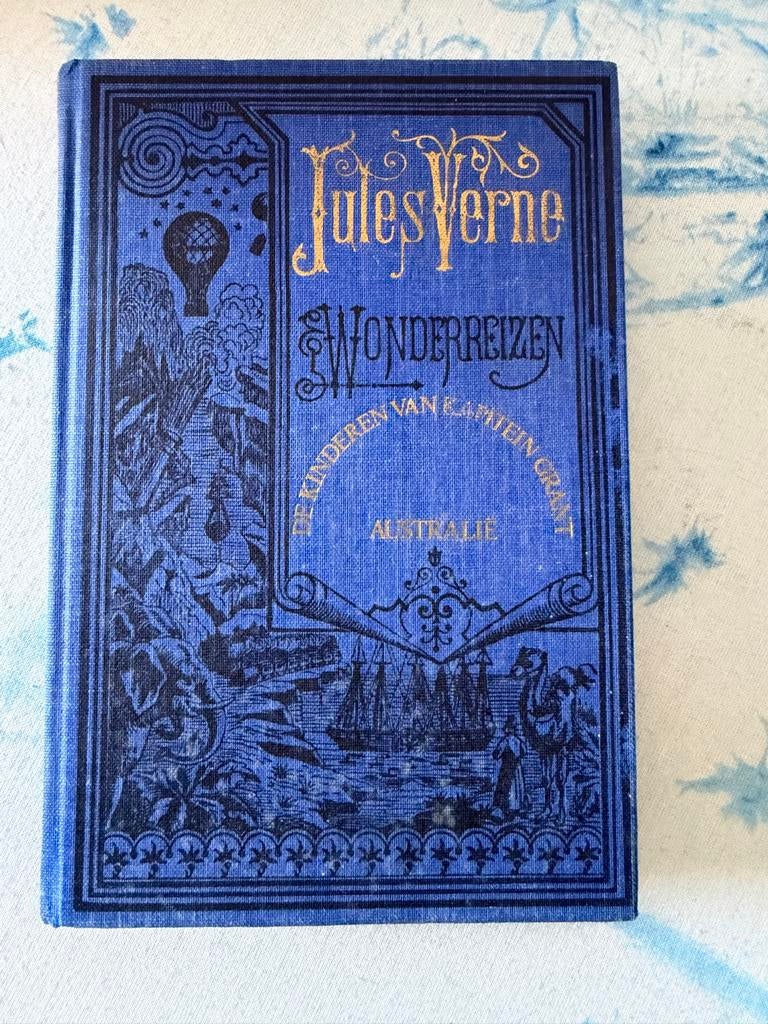 Jules Verne
WONDERREIZEN
DE KINDEREN VAN KAPITEIN GRANT
AUSTRALIË